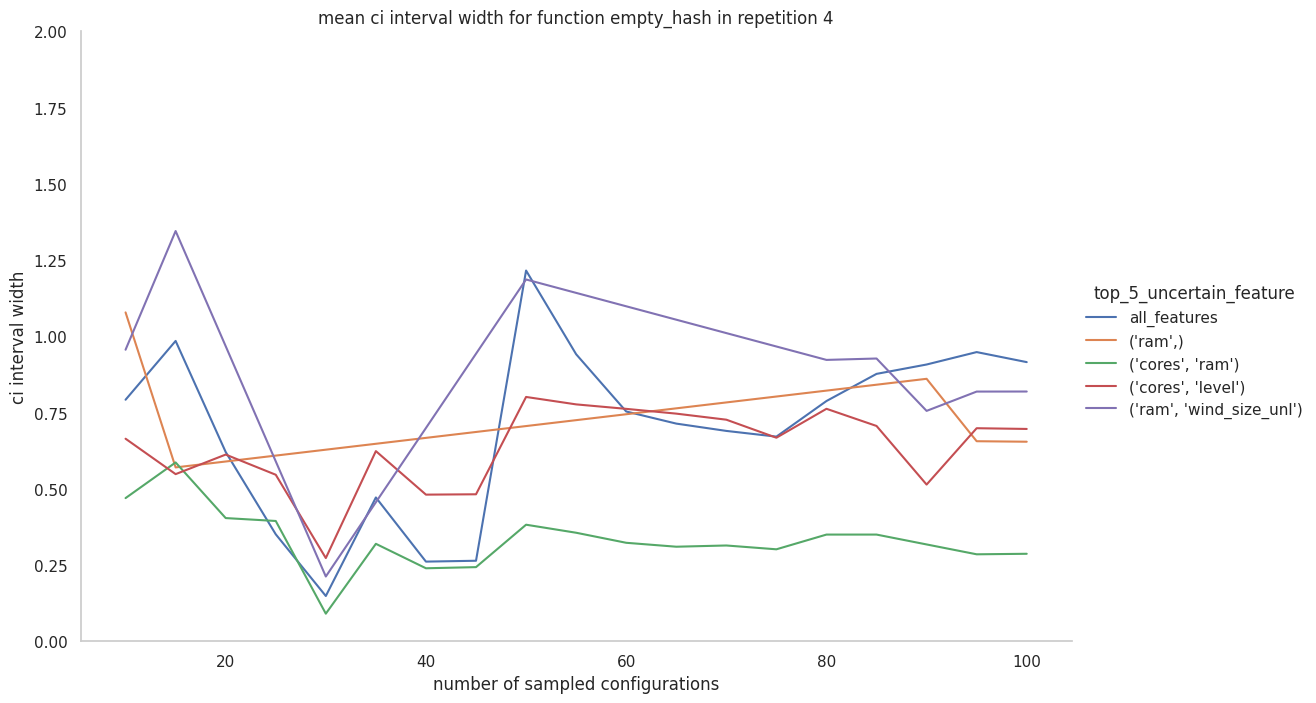 mean ci interval width for function empty_hash in repetition 4
2.00
1.75
1.50
1.25
1.00
0.75
0.50
0.25
0.00
ci interval width
20
40
60
80
100
number of sampled configurations
top_5_uncertain_feature
all_features
('ram',)
('cores', 'ram')
('cores', 'level')
('ram', 'wind_size_unl')